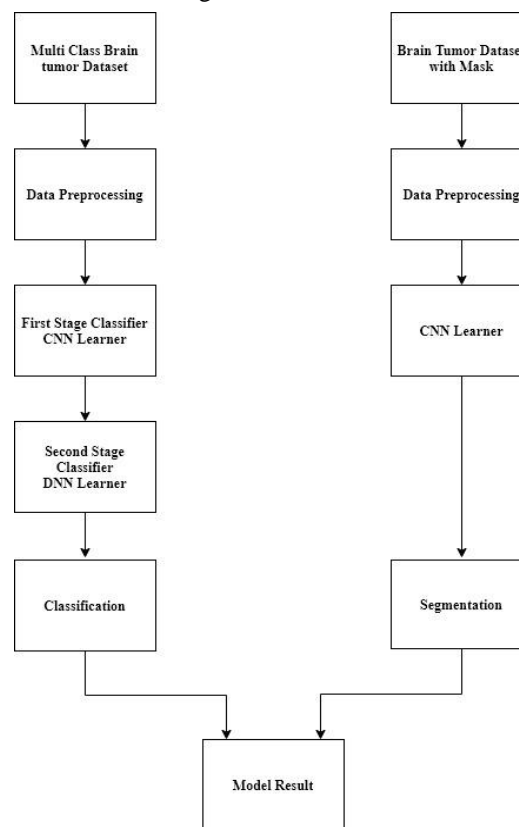 Multi Class Brain
tumor Dataset
Brain Tumor Datase
with Mask
Data Preprocessing
Data Preprocessing
First Stage Classifier
CNN Learner
CNN Learner
Second Stage
Classifier
DNN Learner
Classification
Segmentation
Model Result